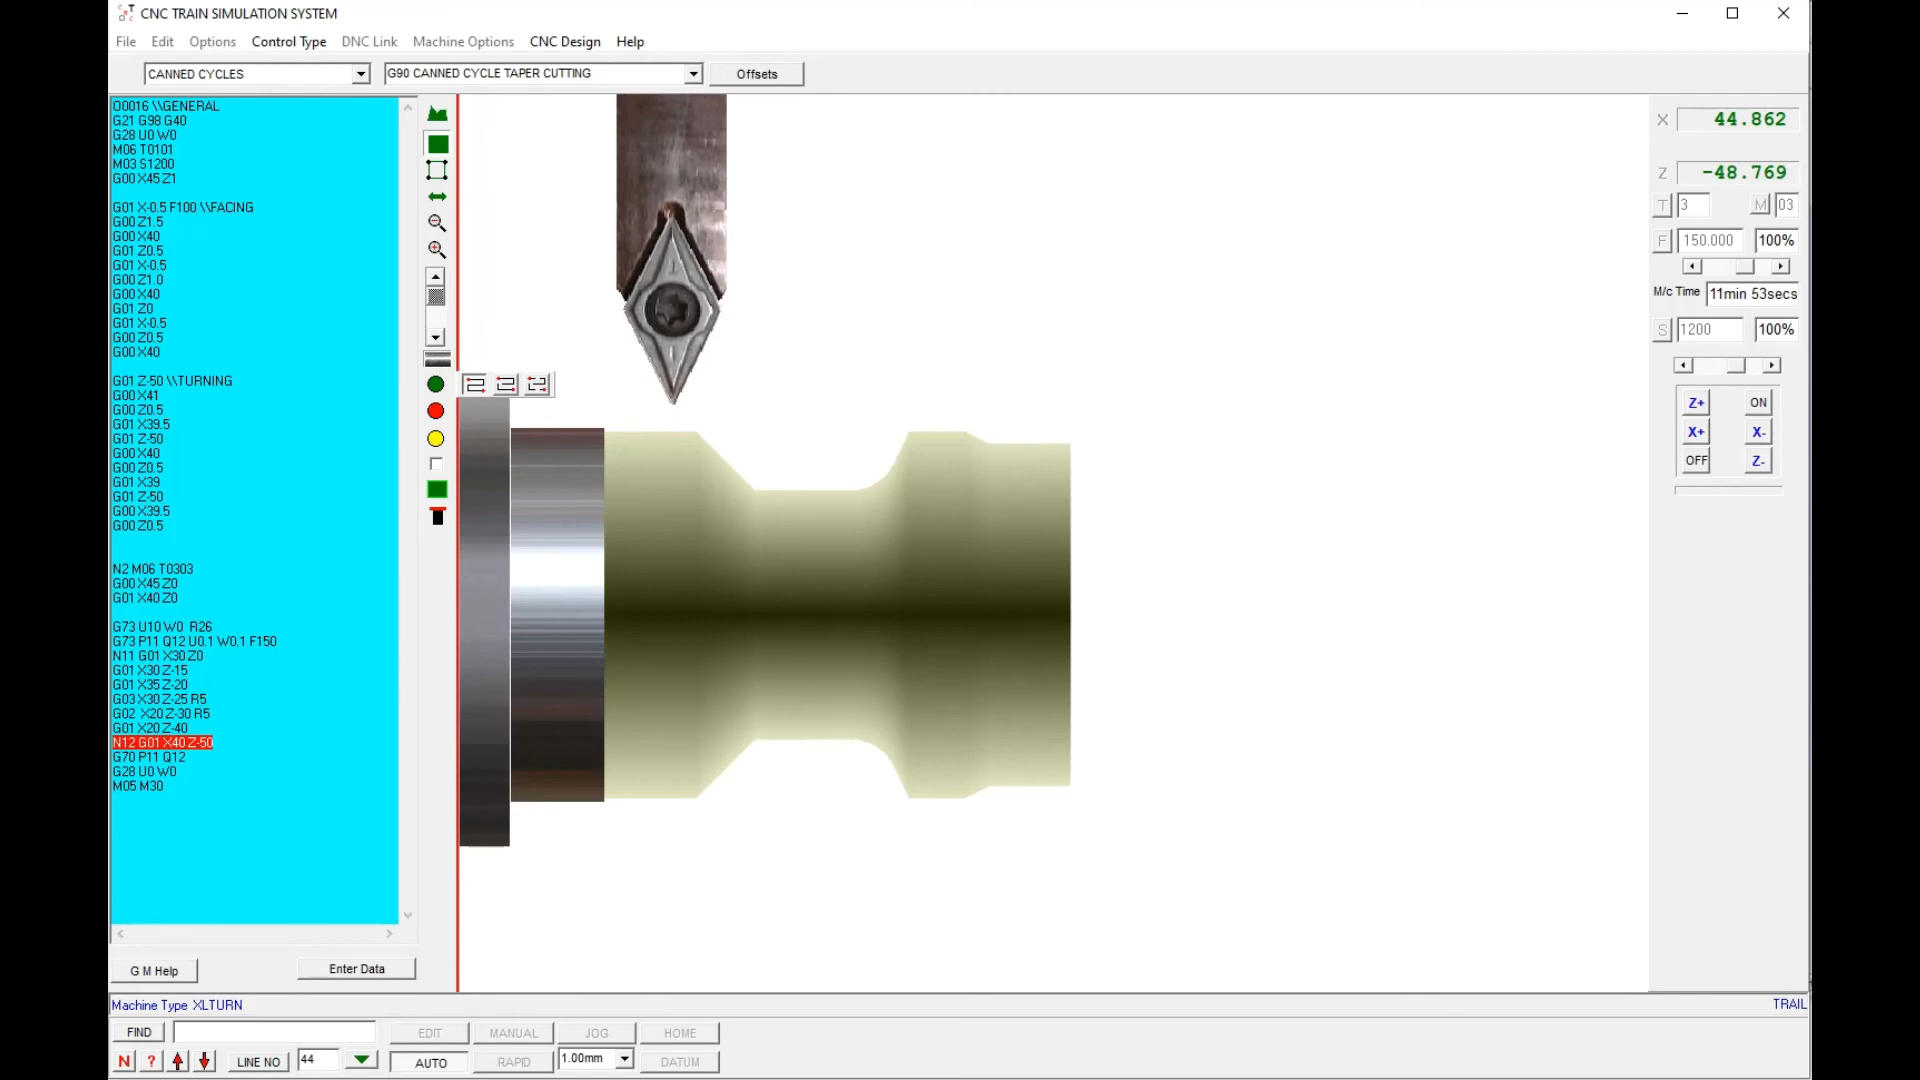 CNC TRAIN SIMULATION SYSTEM
File Edit Options Control Type DNC Link Machine Options CNC Design Help
CANNED CYCLES G90 CANNED CYCLE TAPER CUTTING Offsets
O0016 \\GENERAL
G21 G98 G40
G28 U0 W0
M06 T0101
M03 S1200
G00 X45 Z1
G01 X-0.5 F100 \\FACING
G00 Z1.5
G00 X40
G01 Z0.5
G01 X-0.5
G00 Z1.0
G00 X40
G01 Z0
G01 X-0.5
G00 Z0.5
G00 X40
G01 Z-50 \\TURNING
G00 X41
G00 Z0.5
G01 X39.5
G01 Z-50
G00 X40
G00 Z0.5
G01 X39
G01 Z-50
G00 X39.5
G00 Z0.5
N2 M06 T0303
G00 X45 Z0
G01 X40 Z0
G73 U10 W0 R26
G73 P11 Q12 U0.1 W0.1 F150
N11 G01 X30 Z0
G01 X30 Z-15
G01 X35 Z-20
G03 X30 Z-25 R5
G02 X20 Z-30 R5
G01 X20 Z-40
N12 G01 X40 Z-50
G70 P11 Q12
G28 U0 W0
M05 M30
G M Help Enter Data
X 44.862
Z -48.769
T 3 M 03
F 150.000 100%
M/c Time 11min 53secs
S 1200 100%
Z+ ON
X+ X-
OFF Z-
Machine Type XLTURN TRAIL
FIND EDIT MANUAL JOG HOME
N ? LINE NO 44 AUTO RAPID 1.00mm DATUM